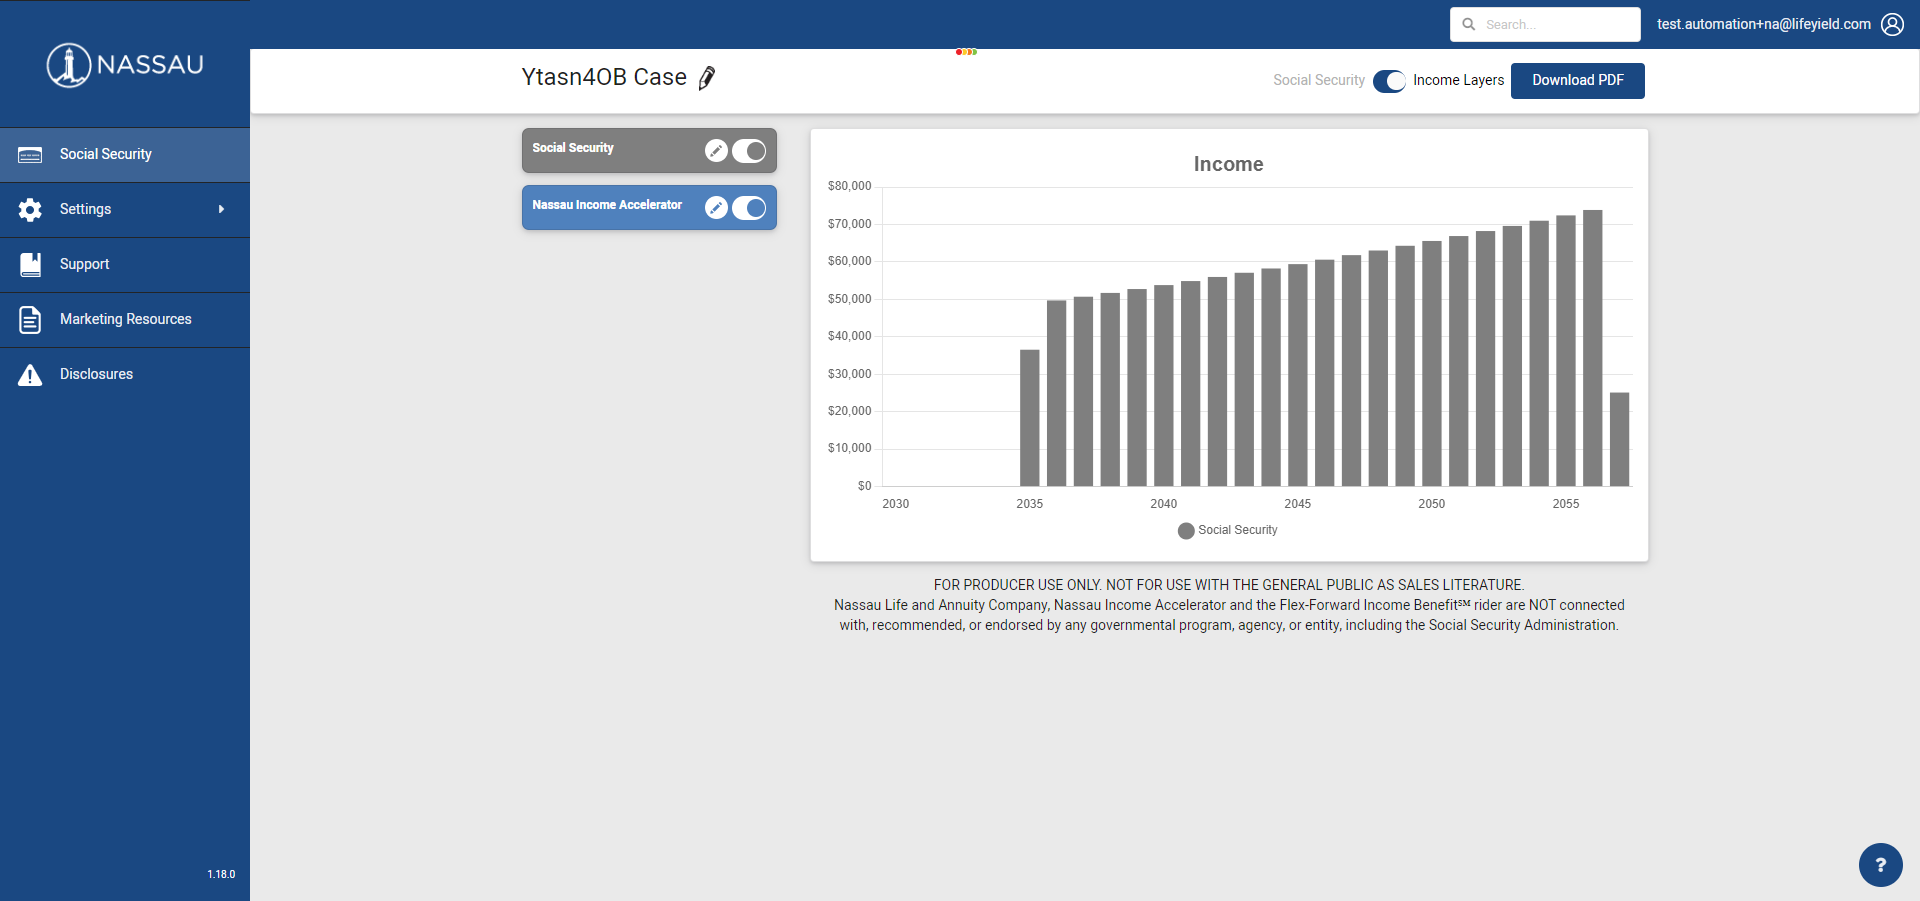 NASSAU
Search...
test.automation+na@lifeyield.com
Ytasn4OB Case
Social Security
Income Layers
Download PDF
Social Security
Settings
Support
Marketing Resources
Disclosures
1.18.0
Social Security
Nassau Income Accelerator
Income
$80,000
$70,000
$60,000
$50,000
$40,000
$30,000
$20,000
$10,000
$0
2030 2035 2040 2045 2050 2055
Social Security
FOR PRODUCER USE ONLY. NOT FOR USE WITH THE GENERAL PUBLIC AS SALES LITERATURE.
Nassau Life and Annuity Company, Nassau Income Accelerator and the Flex-Forward Income Benefit℠ rider are NOT connected
with, recommended, or endorsed by any governmental program, agency, or entity, including the Social Security Administration.
?